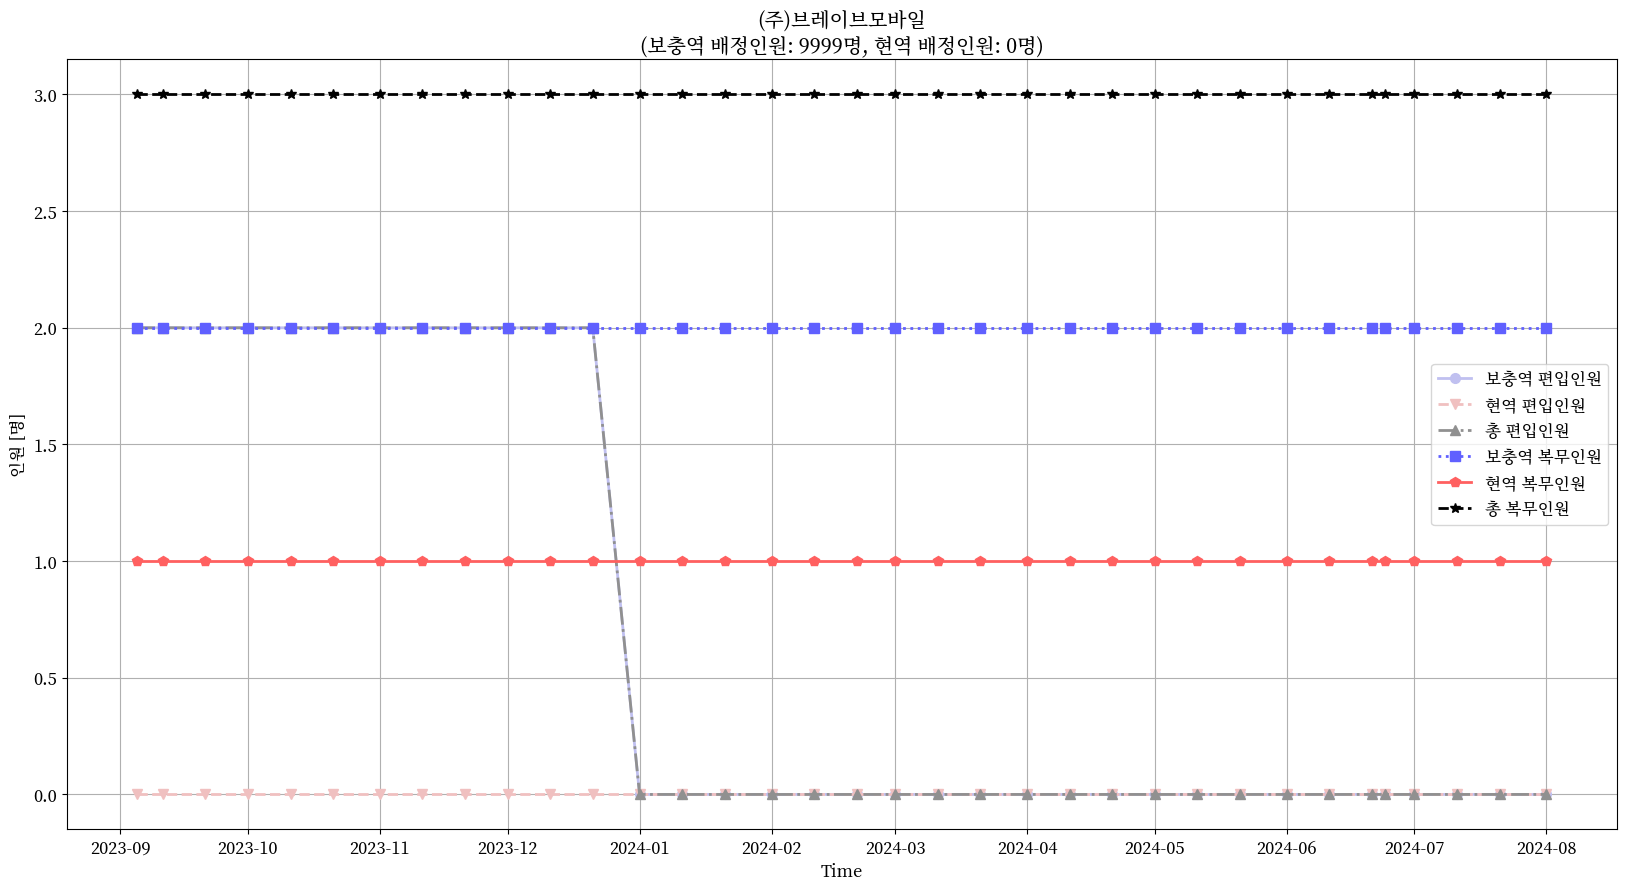 (주)브레이브모바일
(보충역 배정인원: 9999명, 현역 배정인원: 0명)
인원 [명]
3.0
2.5
2.0
1.5
1.0
0.5
0.0
보충역 편입인원
현역 편입인원
총 편입인원
보충역 복무인원
현역 복무인원
총 복무인원
2023-09 2023-10 2023-11 2023-12 2024-01 2024-02 2024-03 2024-04 2024-05 2024-06 2024-07 2024-08
Time